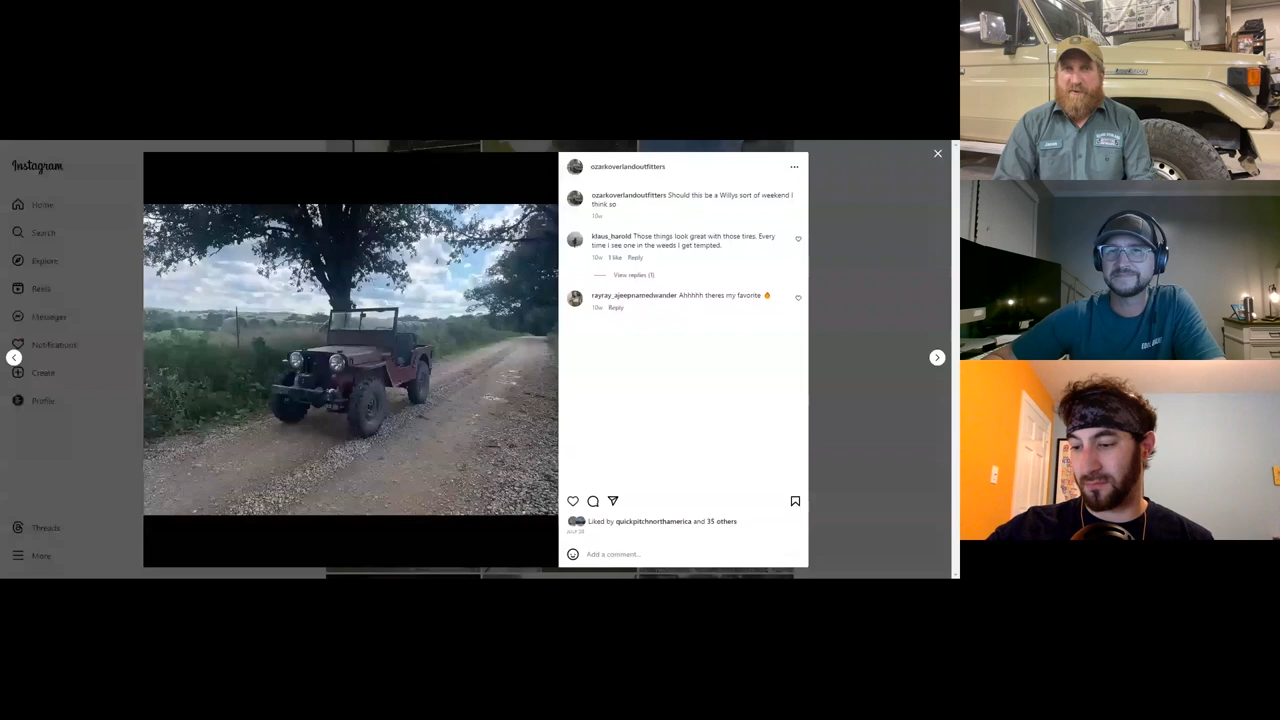 Instagram
Home
Search
Explore
Reels
Messages
Notifications
Create
Profile
Threads
More
ozarkoverlandoutfitters
ozarkoverlandoutfitters Should this be a Willys sort of weekend I
think so
10w
klaus_harold Those things look great with those tires. Every
time I see one in the weeds I get tempted.
10w 1 like Reply
View replies (1)
rayray_ajeepnamedwander Ahhhhh theres my favorite 🔥
10w Reply
Liked by quickpitchnorthamerica and 35 others
Add a comment...